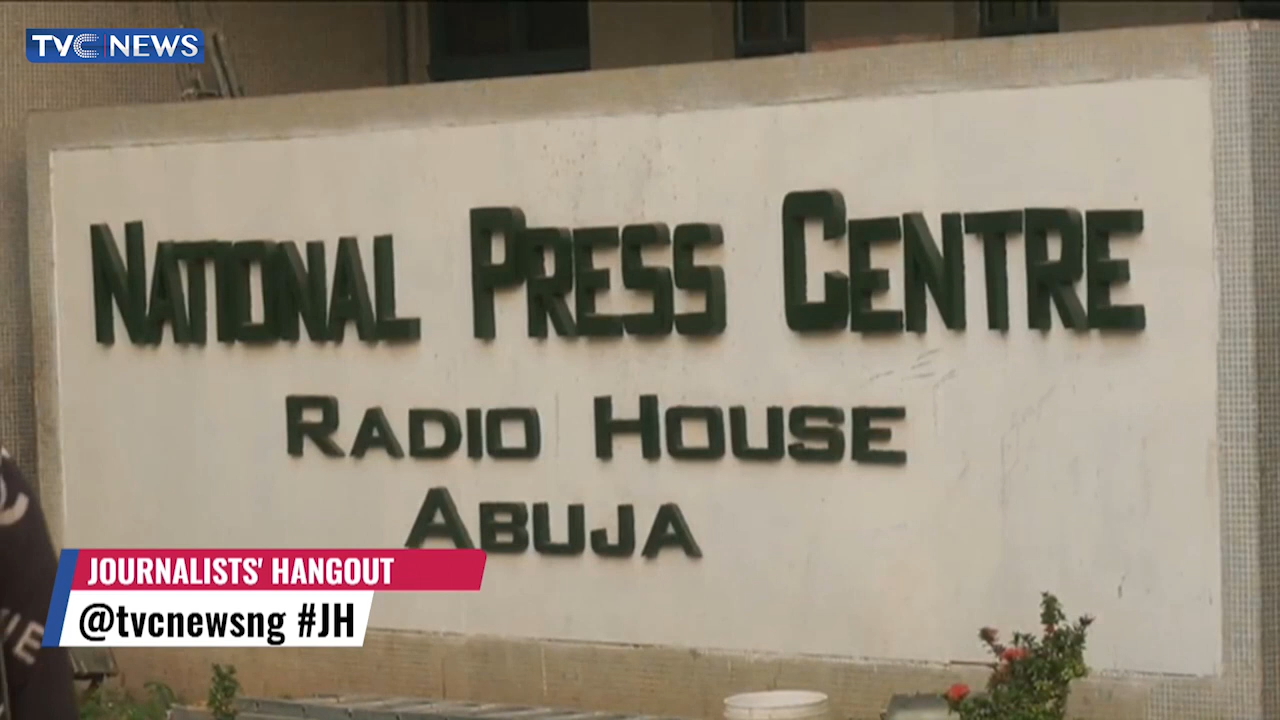 TVC NEWS
NATIONAL PRESS CENTRE
RADIO HOUSE
ABUJA
JOURNALISTS' HANGOUT
@tvcnewsng #JH